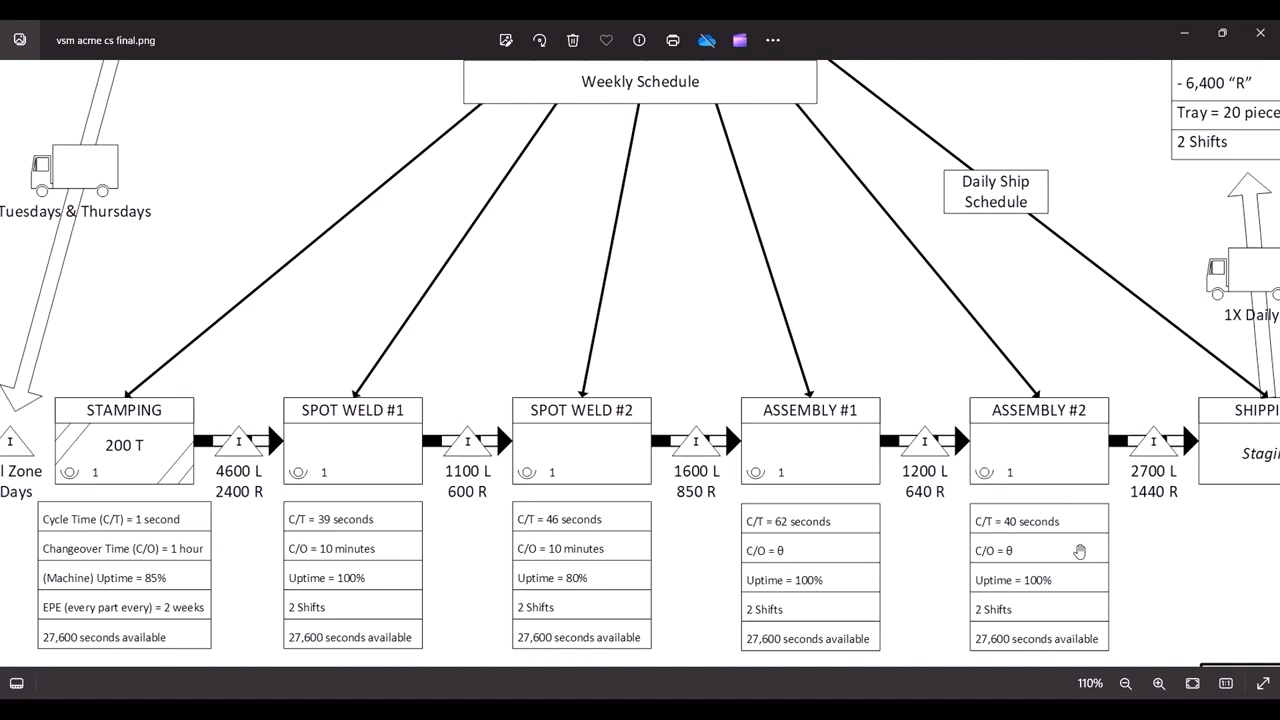 vsm acme cs final.png
Weekly Schedule
- 6,400 “R”
Tray = 20 piece
2 Shifts
Tuesdays & Thursdays
Daily Ship
Schedule
1X Daily
I
l Zone
Days
STAMPING
200 T
1
I
4600 L
2400 R
SPOT WELD #1
1
I
1100 L
600 R
SPOT WELD #2
1
I
1600 L
850 R
ASSEMBLY #1
1
I
1200 L
640 R
ASSEMBLY #2
1
I
2700 L
1440 R
SHIPPI
Stagi
Cycle Time (C/T) = 1 second
Changeover Time (C/O) = 1 hour
(Machine) Uptime = 85%
EPE (every part every) = 2 weeks
27,600 seconds available
C/T = 39 seconds
C/O = 10 minutes
Uptime = 100%
2 Shifts
27,600 seconds available
C/T = 46 seconds
C/O = 10 minutes
Uptime = 80%
2 Shifts
27,600 seconds available
C/T = 62 seconds
C/O = θ
Uptime = 100%
2 Shifts
27,600 seconds available
C/T = 40 seconds
C/O = θ
Uptime = 100%
2 Shifts
27,600 seconds available
110%
1:1